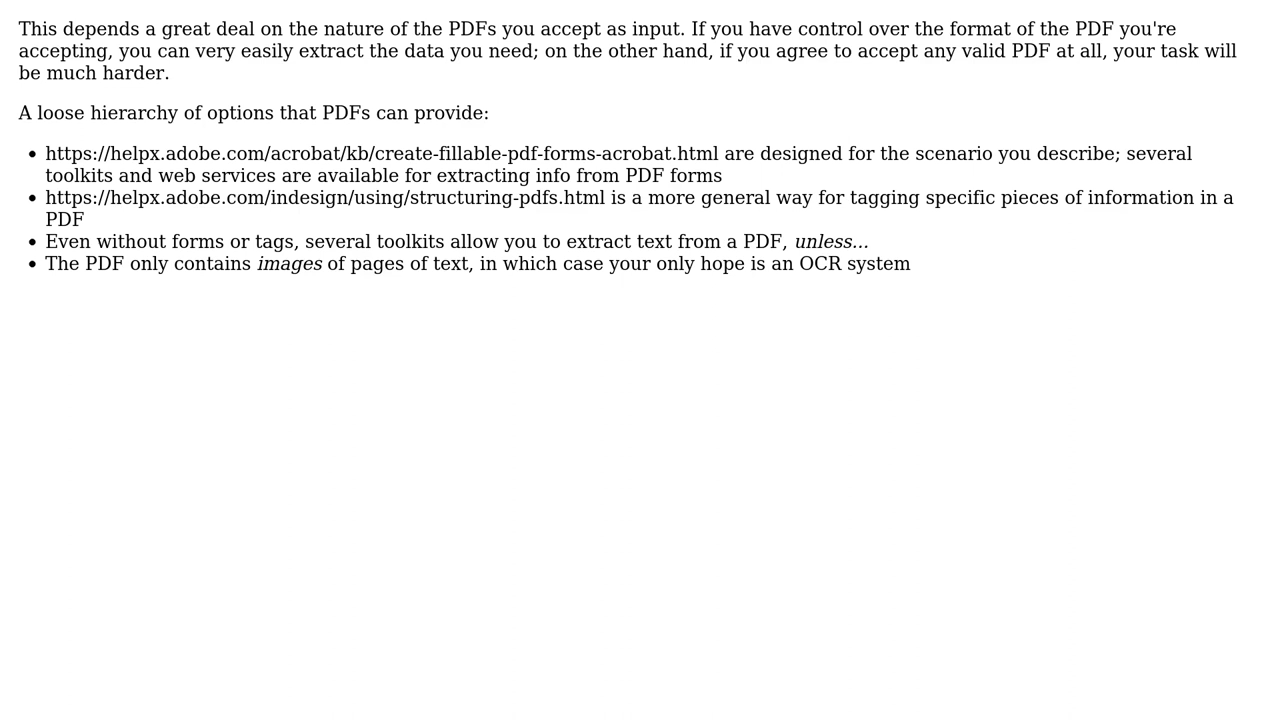 This depends a great deal on the nature of the PDFs you accept as input. If you have control over the format of the PDF you're
accepting, you can very easily extract the data you need; on the other hand, if you agree to accept any valid PDF at all, your task will
be much harder.
A loose hierarchy of options that PDFs can provide:
• https://helpx.adobe.com/acrobat/kb/create-fillable-pdf-forms-acrobat.html are designed for the scenario you describe; several
toolkits and web services are available for extracting info from PDF forms
• https://helpx.adobe.com/indesign/using/structuring-pdfs.html is a more general way for tagging specific pieces of information in a
PDF
• Even without forms or tags, several toolkits allow you to extract text from a PDF, unless...
• The PDF only contains images of pages of text, in which case your only hope is an OCR system